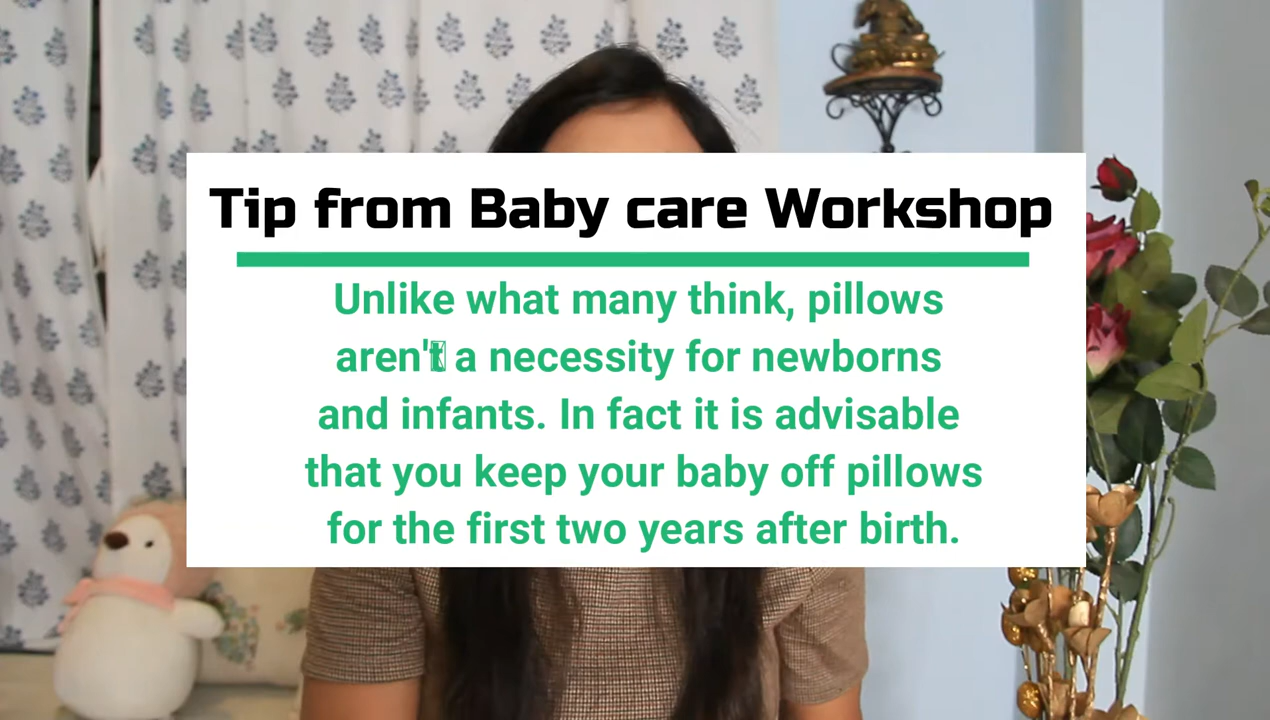 Tip from Baby care Workshop
Unlike what many think, pillows
aren't a necessity for newborns
and infants. In fact it is advisable
that you keep your baby off pillows
for the first two years after birth.